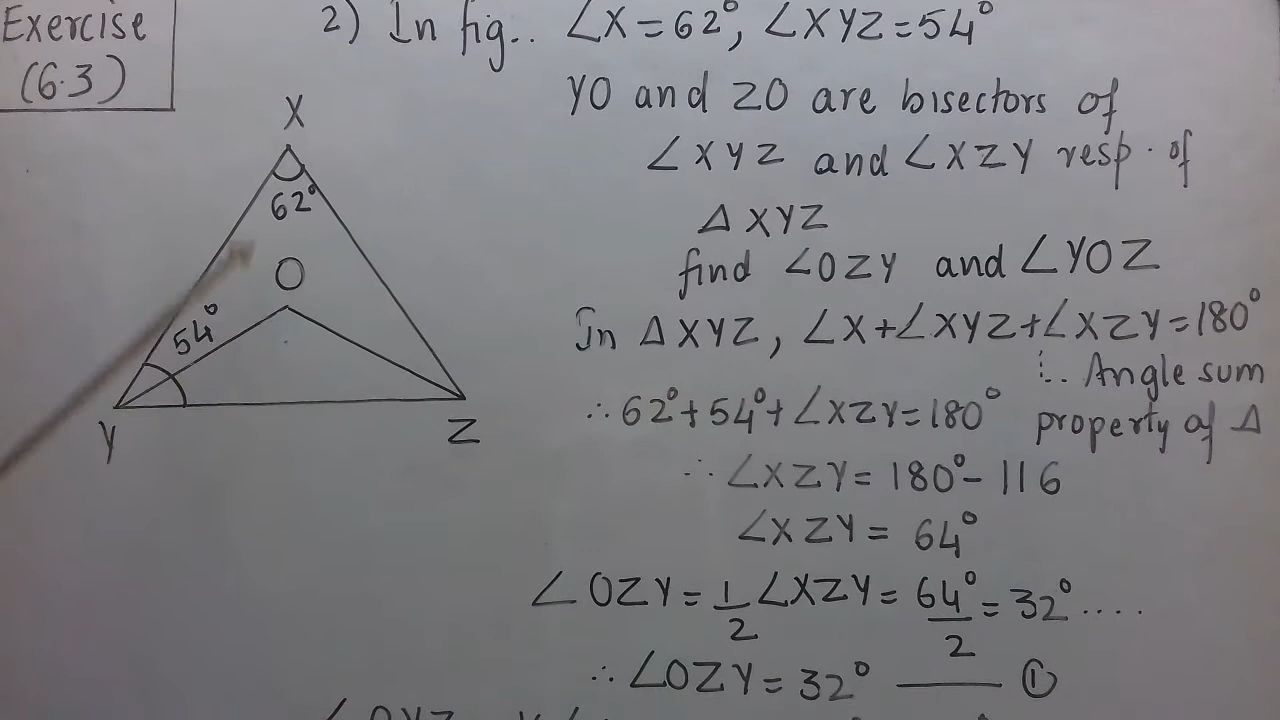 Exercise
(6.3)
2) In fig.. ∠X=62°, ∠XYZ=54°
YO and ZO are bisectors of
∠XYZ and ∠XZY resp. of
Δ XYZ
find ∠OZY and ∠YOZ
In ΔXYZ, ∠X+∠XYZ+∠XZY=180°
⋮.. Angle sum
property of Δ
∴ 62°+54°+∠XZY=180°
∴ ∠XZY= 180°- 116
∠XZY= 64°
∠OZY=1/2∠XZY=64°/2=32°....
∴ ∠OZY=32° —— ①
X
62°
O
54°
Y
Z